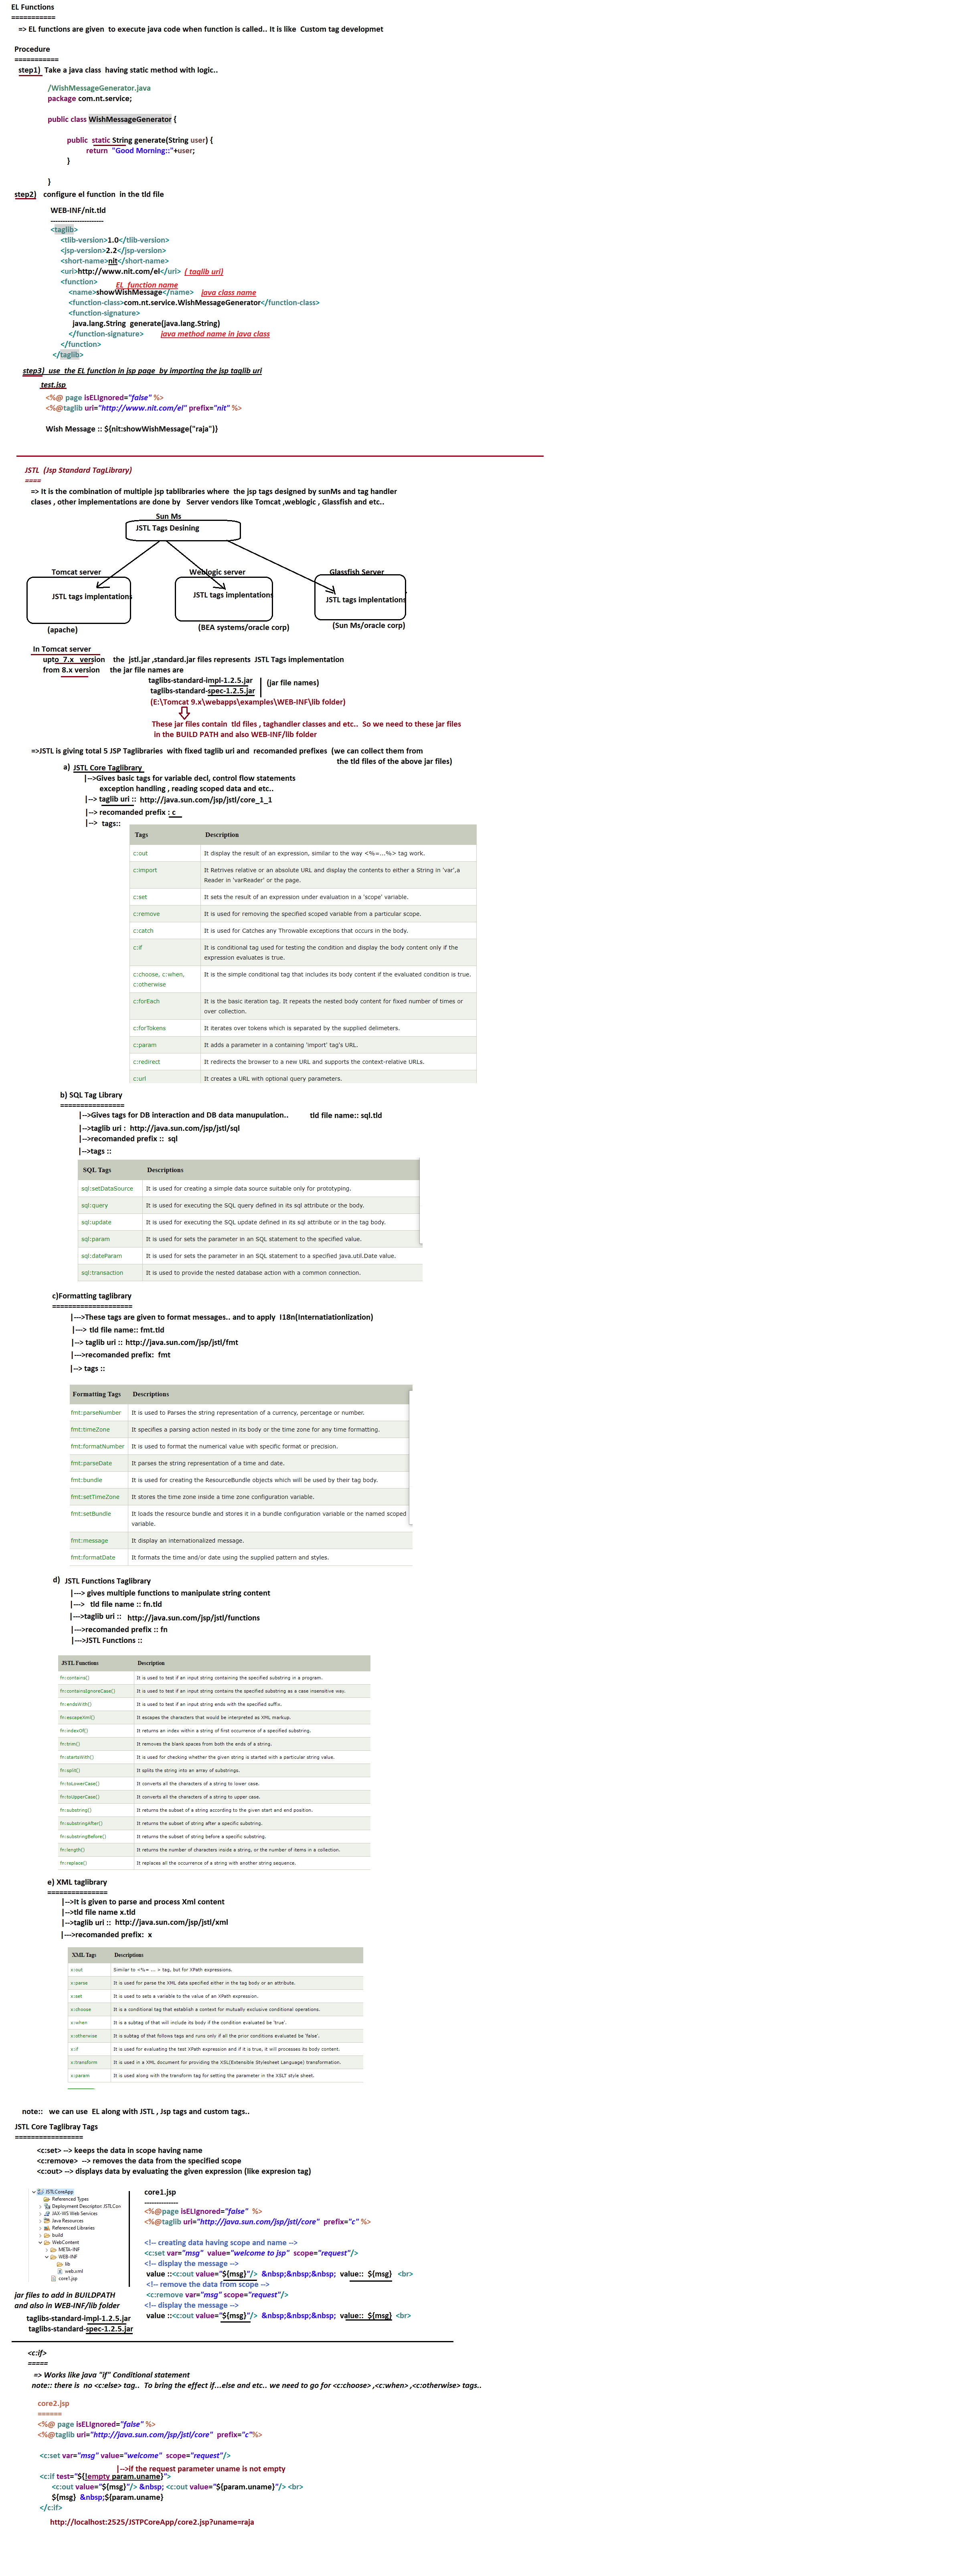 EL Functions
===========
=> EL functions are given  to execute java code when function is called.. It is like  Custom tag developmet
Procedure
===========
step1)  Take a java class  having static method with logic..
/WishMessageGenerator.java
package com.nt.service;
public class WishMessageGenerator {
public  static String generate(String user) {
return  "Good Morning::"+user;
}
}
step2)   configure el function  in the tld file
WEB-INF/nit.tld
----------------------
<taglib>
<tlib-version>1.0</tlib-version>
<jsp-version>2.2</jsp-version>
<short-name>nit</short-name>
<uri>http://www.nit.com/el</uri>  ( taglib uri)
<function>
EL  function name
<name>showWishMessage</name>   java class name
<function-class>com.nt.service.WishMessageGenerator</function-class>
<function-signature>
java.lang.String  generate(java.lang.String)
</function-signature>   java method name in java class
</function>
</taglib>
step3)  use  the EL function in jsp page  by importing the jsp taglib uri
test.jsp
<%@ page isELIgnored="false" %>
<%@taglib uri="http://www.nit.com/el" prefix="nit" %>
Wish Message :: ${nit:showWishMessage("raja")}
JSTL  (Jsp Standard TagLibrary)
====
=> It is the combination of multiple jsp tablibraries where  the jsp tags designed by sunMs and tag handler
clases , other implementations are done by   Server vendors like Tomcat ,weblogic , Glassfish and etc..
Sun Ms
JSTL Tags Desining
Tomcat server
Weblogic server
Glassfish Server
JSTL tags implentations
JSTL tags implentations
JSTL tags implentations
(apache)
(BEA systems/oracle corp)
(Sun Ms/oracle corp)
In Tomcat server
upto  7.x   version    the  jstl.jar ,standard.jar files represents  JSTL Tags implementation
from 8.x version     the jar file names are
taglibs-standard-impl-1.2.5.jar
taglibs-standard-spec-1.2.5.jar
(jar file names)
(E:\Tomcat 9.x\webapps\examples\WEB-INF\lib folder)
These jar files contain  tld files , taghandler classes and etc..  So we need to these jar files
in the BUILD PATH and also WEB-INF/lib folder
=>JSTL is giving total 5 JSP Taglibraries  with fixed taglib uri and  recomanded prefixes  (we can collect them from
the tld files of the above jar files)
a)  JSTL Core Taglibrary
|-->Gives basic tags for variable decl, control flow statements
exception handling , reading scoped data and etc..
|--> taglib uri ::  http://java.sun.com/jsp/jstl/core_1_1
|--> recomanded prefix : c
|-->  tags::
Tags   Description
c:out   It display the result of an expression, similar to the way <%=...%> tag work.
c:import   It Retrives relative or an absolute URL and display the contents to either a String in 'var',a
Reader in 'varReader' or the page.
c:set   It sets the result of an expression under evaluation in a 'scope' variable.
c:remove   It is used for removing the specified scoped variable from a particular scope.
c:catch   It is used for Catches any Throwable exceptions that occurs in the body.
c:if   It is conditional tag used for testing the condition and display the body content only if the
expression evaluates is true.
c:choose, c:when,   It is the simple conditional tag that includes its body content if the evaluated condition is true.
c:otherwise
c:forEach   It is the basic iteration tag. It repeats the nested body content for fixed number of times or
over collection.
c:forTokens   It iterates over tokens which is separated by the supplied delimeters.
c:param   It adds a parameter in a containing 'import' tag's URL.
c:redirect   It redirects the browser to a new URL and supports the context-relative URLs.
c:url   It creates a URL with optional query parameters.
b) SQL Tag Library
================
|-->Gives tags for DB interaction and DB data manupulation..   tld file name:: sql.tld
|-->taglib uri :  http://java.sun.com/jsp/jstl/sql
|-->recomanded prefix ::  sql
|-->tags ::
SQL Tags   Descriptions
sql:setDataSource   It is used for creating a simple data source suitable only for prototyping.
sql:query   It is used for executing the SQL query defined in its sql attribute or the body.
sql:update   It is used for executing the SQL update defined in its sql attribute or in the tag body.
sql:param   It is used for sets the parameter in an SQL statement to the specified value.
sql:dateParam   It is used for sets the parameter in an SQL statement to a specified java.util.Date value.
sql:transaction   It is used to provide the nested database action with a common connection.
c)Formatting taglibrary
====================
|--->These tags are given to format messages.. and to apply  I18n(Internatiationlization)
|---> tld file name:: fmt.tld
|--> taglib uri :: http://java.sun.com/jsp/jstl/fmt
|--->recomanded prefix:  fmt
|--> tags ::
Formatting Tags   Descriptions
fmt:parseNumber   It is used to Parses the string representation of a currency, percentage or number.
fmt:timeZone   It specifies a parsing action nested in its body or the time zone for any time formatting.
fmt:formatNumber   It is used to format the numerical value with specific format or precision.
fmt:parseDate   It parses the string representation of a time and date.
fmt:bundle   It is used for creating the ResourceBundle objects which will be used by their tag body.
fmt:setTimeZone   It stores the time zone inside a time zone configuration variable.
fmt:setBundle   It loads the resource bundle and stores it in a bundle configuration variable or the named scoped
variable.
fmt:message   It display an internationalized message.
fmt:formatDate   It formats the time and/or date using the supplied pattern and styles.
d)  JSTL Functions Taglibrary
|---> gives multiple functions to manipulate string content
|--->   tld file name :: fn.tld
|--->taglib uri ::   http://java.sun.com/jsp/jstl/functions
|--->recomanded prefix :: fn
|--->JSTL Functions ::
JSTL Functions   Description
fn:contains()   It is used to test if an input string containing the specified substring in a program.
fn:containsIgnoreCase()   It is used to test if an input string contains the specified substring as a case insensitive way.
fn:endsWith()   It is used to test if an input string ends with the specified suffix.
fn:escapeXml()   It escapes the characters that would be interpreted as XML markup.
fn:indexOf()   It returns an index within a string of first occurrence of a specified substring.
fn:trim()   It removes the blank spaces from both the ends of a string.
fn:startsWith()   It is used for checking whether the given string is started with a particular string value.
fn:split()   It splits the string into an array of substrings.
fn:toLowerCase()   It converts all the characters of a string to lower case.
fn:toUpperCase()   It converts all the characters of a string to upper case.
fn:substring()   It returns the subset of a string according to the given start and end position.
fn:substringAfter()   It returns the subset of string after a specific substring.
fn:substringBefore()   It returns the subset of string before a specific substring.
fn:length()   It returns the number of characters inside a string, or the number of items in a collection.
fn:replace()   It replaces all the occurrence of a string with another string sequence.
e) XML taglibrary
===============
|-->It is given to parse and process Xml content
|-->tld file name x.tld
|-->taglib uri ::  http://java.sun.com/jsp/jstl/xml
|--->recomanded prefix:  x
XML Tags   Descriptions
x:out   Similar to <%= ... > tag, but for XPath expressions.
x:parse   It is used for parse the XML data specified either in the tag body or an attribute.
x:set   It is used to sets a variable to the value of an XPath expression.
x:choose   It is a conditional tag that establish a context for mutually exclusive conditional operations.
x:when   It is a subtag of that will include its body if the condition evaluated be 'true'.
x:otherwise   It is subtag of that follows tags and runs only if all the prior conditions evaluated be 'false'.
x:if   It is used for evaluating the test XPath expression and if it is true, it will processes its body content.
x:transform   It is used in a XML document for providing the XSL(Extensible Stylesheet Language) transformation.
x:param   It is used along with the transform tag for setting the parameter in the XSLT style sheet.
note::   we can use  EL along with JSTL , Jsp tags and custom tags..
JSTL Core Taglibray Tags
=================
<c:set> --> keeps the data in scope having name
<c:remove>  --> removes the data from the specified scope
<c:out> --> displays data by evaluating the given expression (like expresion tag)
JSTLCoreApp
Referenced Types
Deployment Descriptor: JSTLCor
JAX-WS Web Services
Java Resources
Referenced Libraries
build
WebContent
META-INF
WEB-INF
lib
web.xml
core1.jsp
jar files to add in BUILDPATH
and also in WEB-INF/lib folder
taglibs-standard-impl-1.2.5.jar
taglibs-standard-spec-1.2.5.jar
core1.jsp
--------------
<%@page isELIgnored="false"  %>
<%@taglib uri="http://java.sun.com/jsp/jstl/core"  prefix="c" %>
<!-- creating data having scope and name -->
<c:set var="msg"  value="welcome to jsp"  scope="request"/>
<!-- display the message -->
value ::<c:out value="${msg}"/>  &nbsp;&nbsp;&nbsp;  value::  ${msg}   <br>
<!-- remove the data from scope -->
<c:remove var="msg" scope="request"/>
<!-- display the message -->
value ::<c:out value="${msg}"/>  &nbsp;&nbsp;&nbsp;  value::  ${msg}  <br>
<c:if>
=====
=> Works like java "if" Conditional statement
note:: there is  no <c:else> tag..  To bring the effect if...else and etc.. we need to go for <c:choose> ,<c:when> ,<c:otherwise> tags..
core2.jsp
======
<%@ page isELIgnored="false" %>
<%@taglib uri="http://java.sun.com/jsp/jstl/core"  prefix="c"%>
<c:set var="msg" value="welcome"  scope="request"/>
|-->if the request parameter uname is not empty
<c:if test="${!empty param.uname}">
<c:out value="${msg}"/> &nbsp; <c:out value="${param.uname}"/> <br>
${msg}  &nbsp;${param.uname}
</c:if>
http://localhost:2525/JSTPCoreApp/core2.jsp?uname=raja